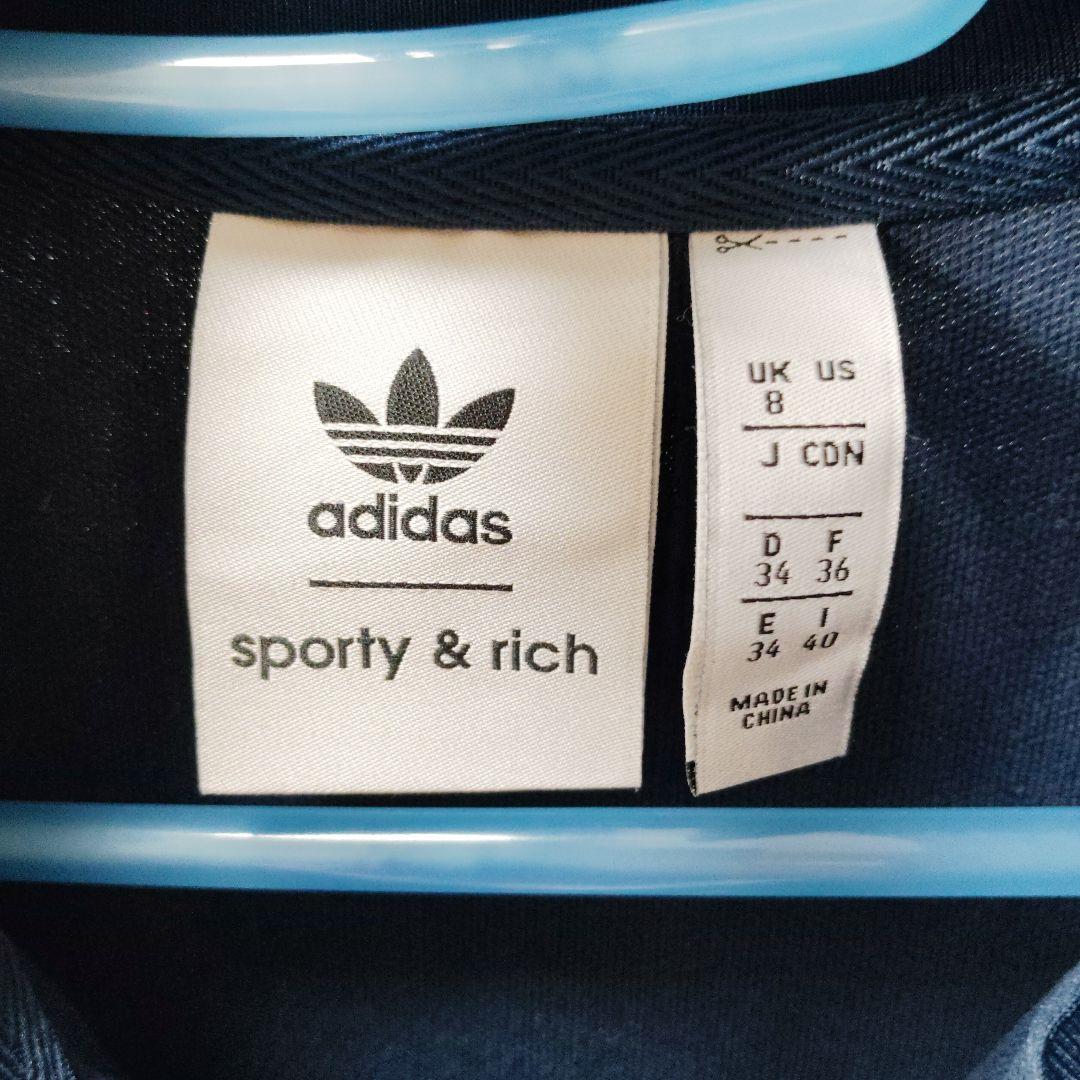 adidas
sporty & rich
UK US
8
J CDN
D F
34 36
E I
34 40
MADE IN
CHINA